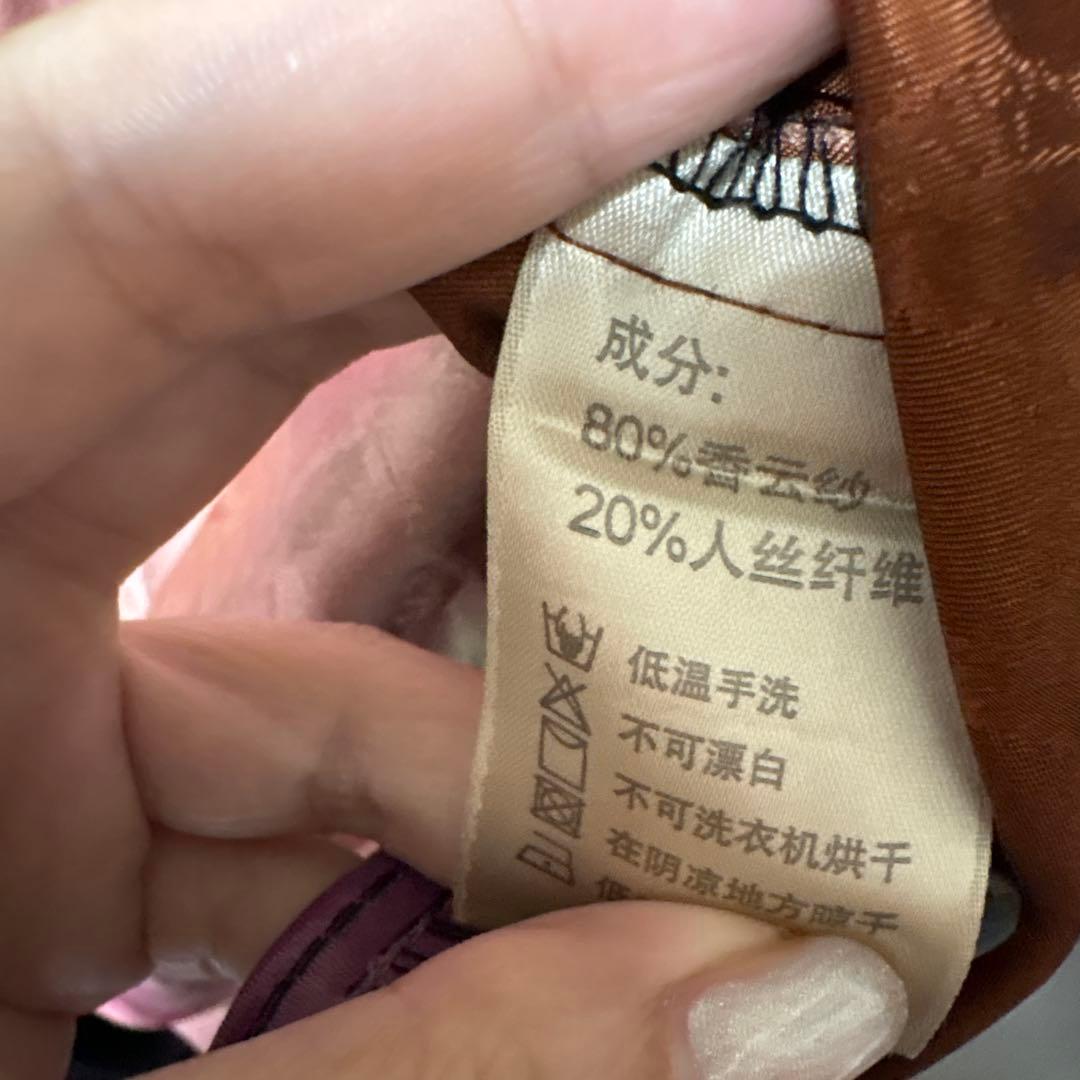 成分:
80%香云纱
20%人丝纤维
低温手洗
不可漂白
不可洗衣机烘干
在阴凉地方晾干
低